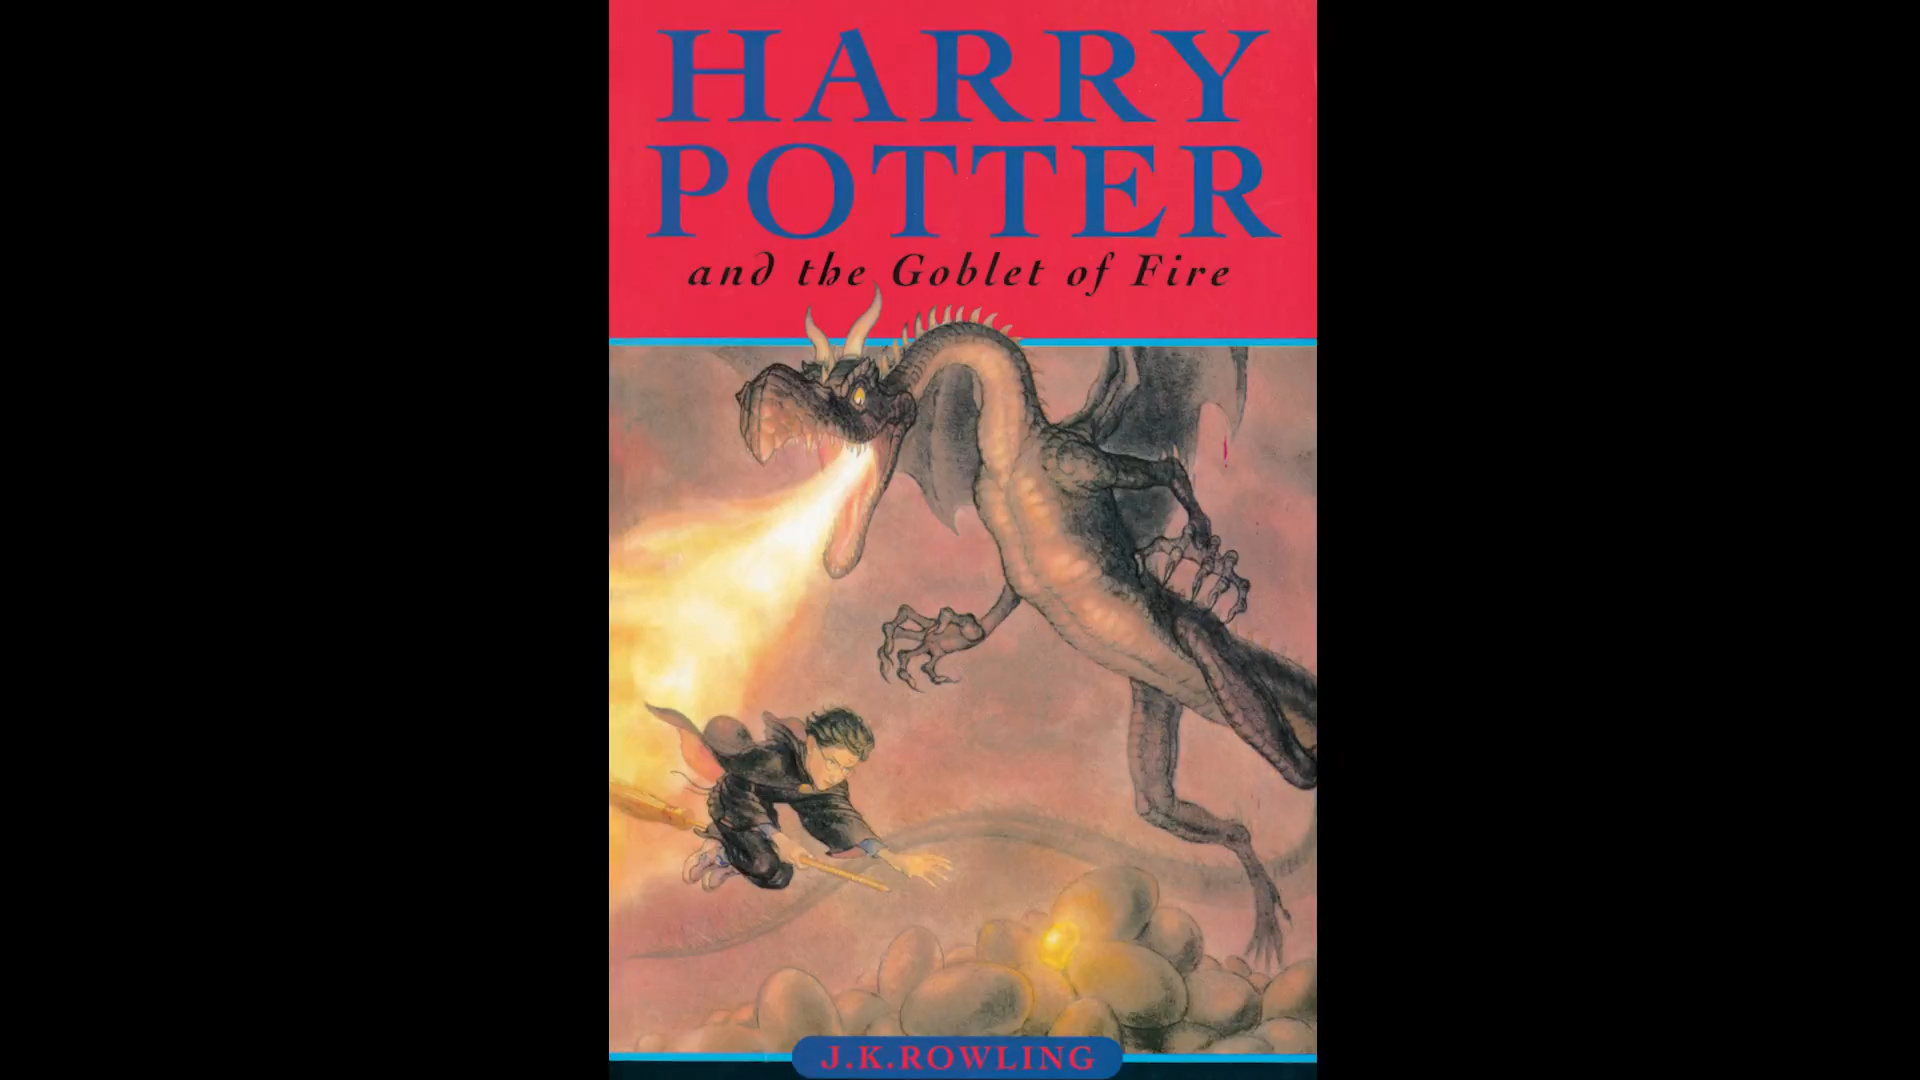 HARRY
POTTER
and the Goblet of Fire
J.K.ROWLING